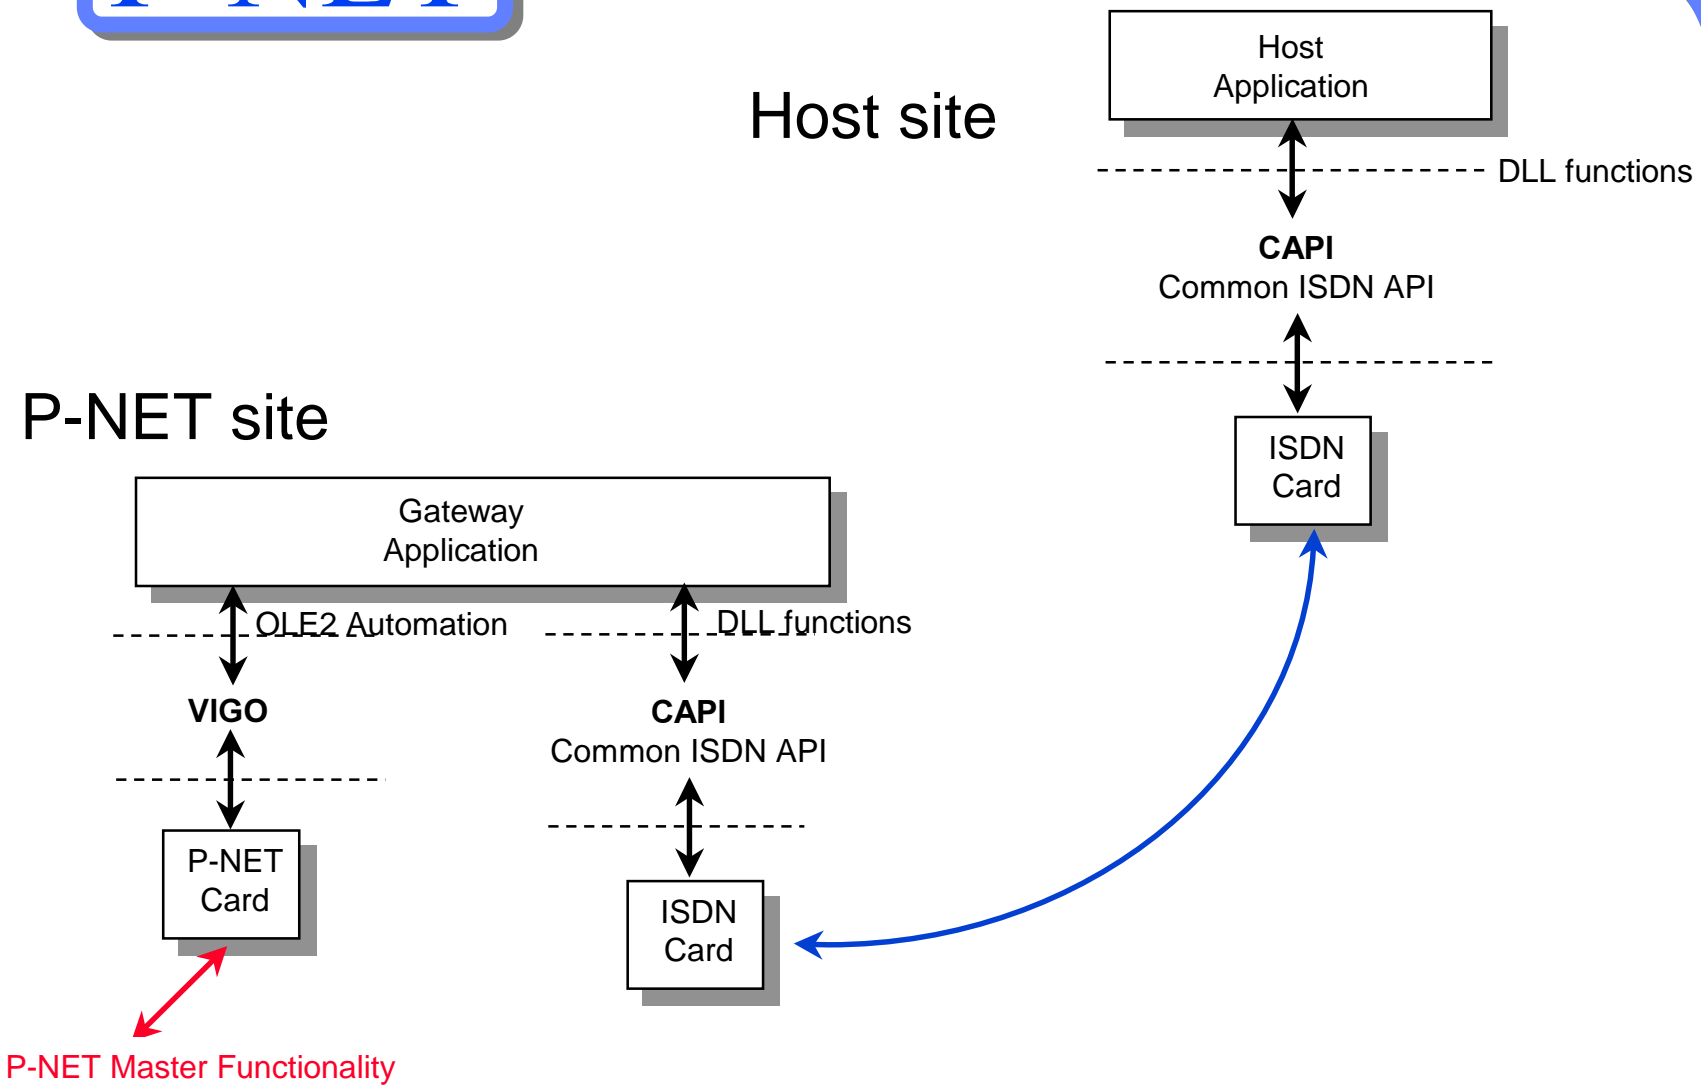 P-NET
Host
Application
Host site
DLL functions
CAPI
Common ISDN API
P-NET site
ISDN
Card
Gateway
Application
OLE2 Automation
DLL functions
VIGO
CAPI
Common ISDN API
P-NET
Card
ISDN
Card
P-NET Master Functionality